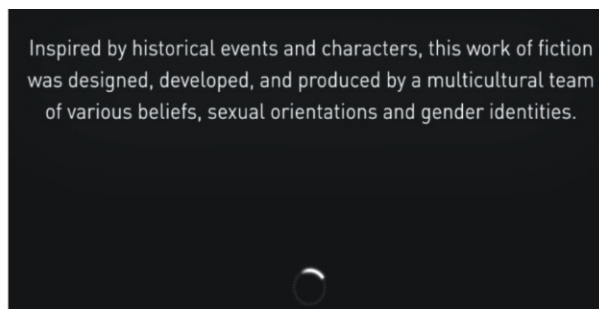 Inspired by historical events and characters, this work of fiction
was designed, developed, and produced by a multicultural team
of various beliefs, sexual orientations and gender identities.